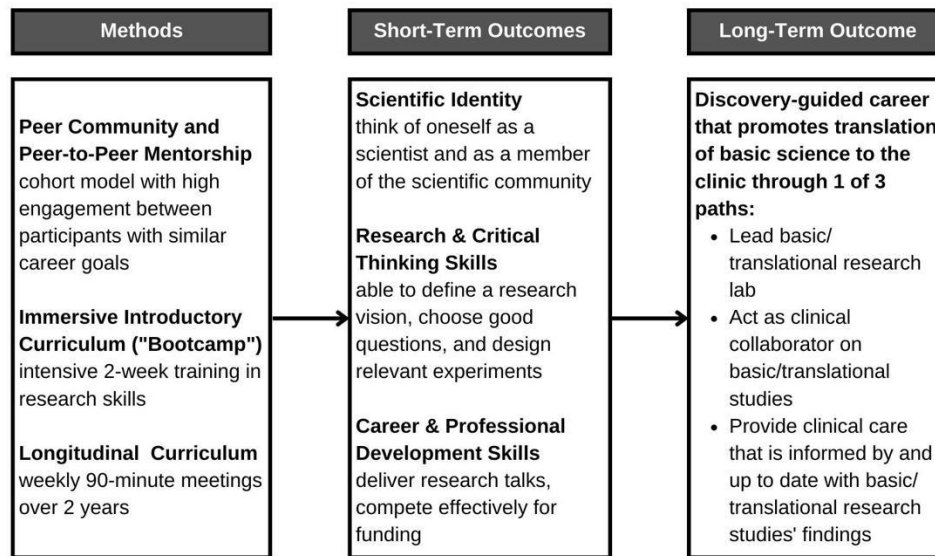 Methods
Short-Term Outcomes
Long-Term Outcome
Peer Community and
Peer-to-Peer Mentorship
cohort model with high
engagement between
participants with similar
career goals
Immersive Introductory
Curriculum ("Bootcamp")
intensive 2-week training in
research skills
Longitudinal Curriculum
weekly 90-minute meetings
over 2 years
Scientific Identity
think of oneself as a
scientist and as a member
of the scientific community
Research & Critical
Thinking Skills
able to define a research
vision, choose good
questions, and design
relevant experiments
Career & Professional
Development Skills
deliver research talks,
compete effectively for
funding
Discovery-guided career
that promotes translation
of basic science to the
clinic through 1 of 3
paths:
• Lead basic/
translational research
lab
• Act as clinical
collaborator on
basic/translational
studies
• Provide clinical care
that is informed by and
up to date with basic/
translational research
studies' findings